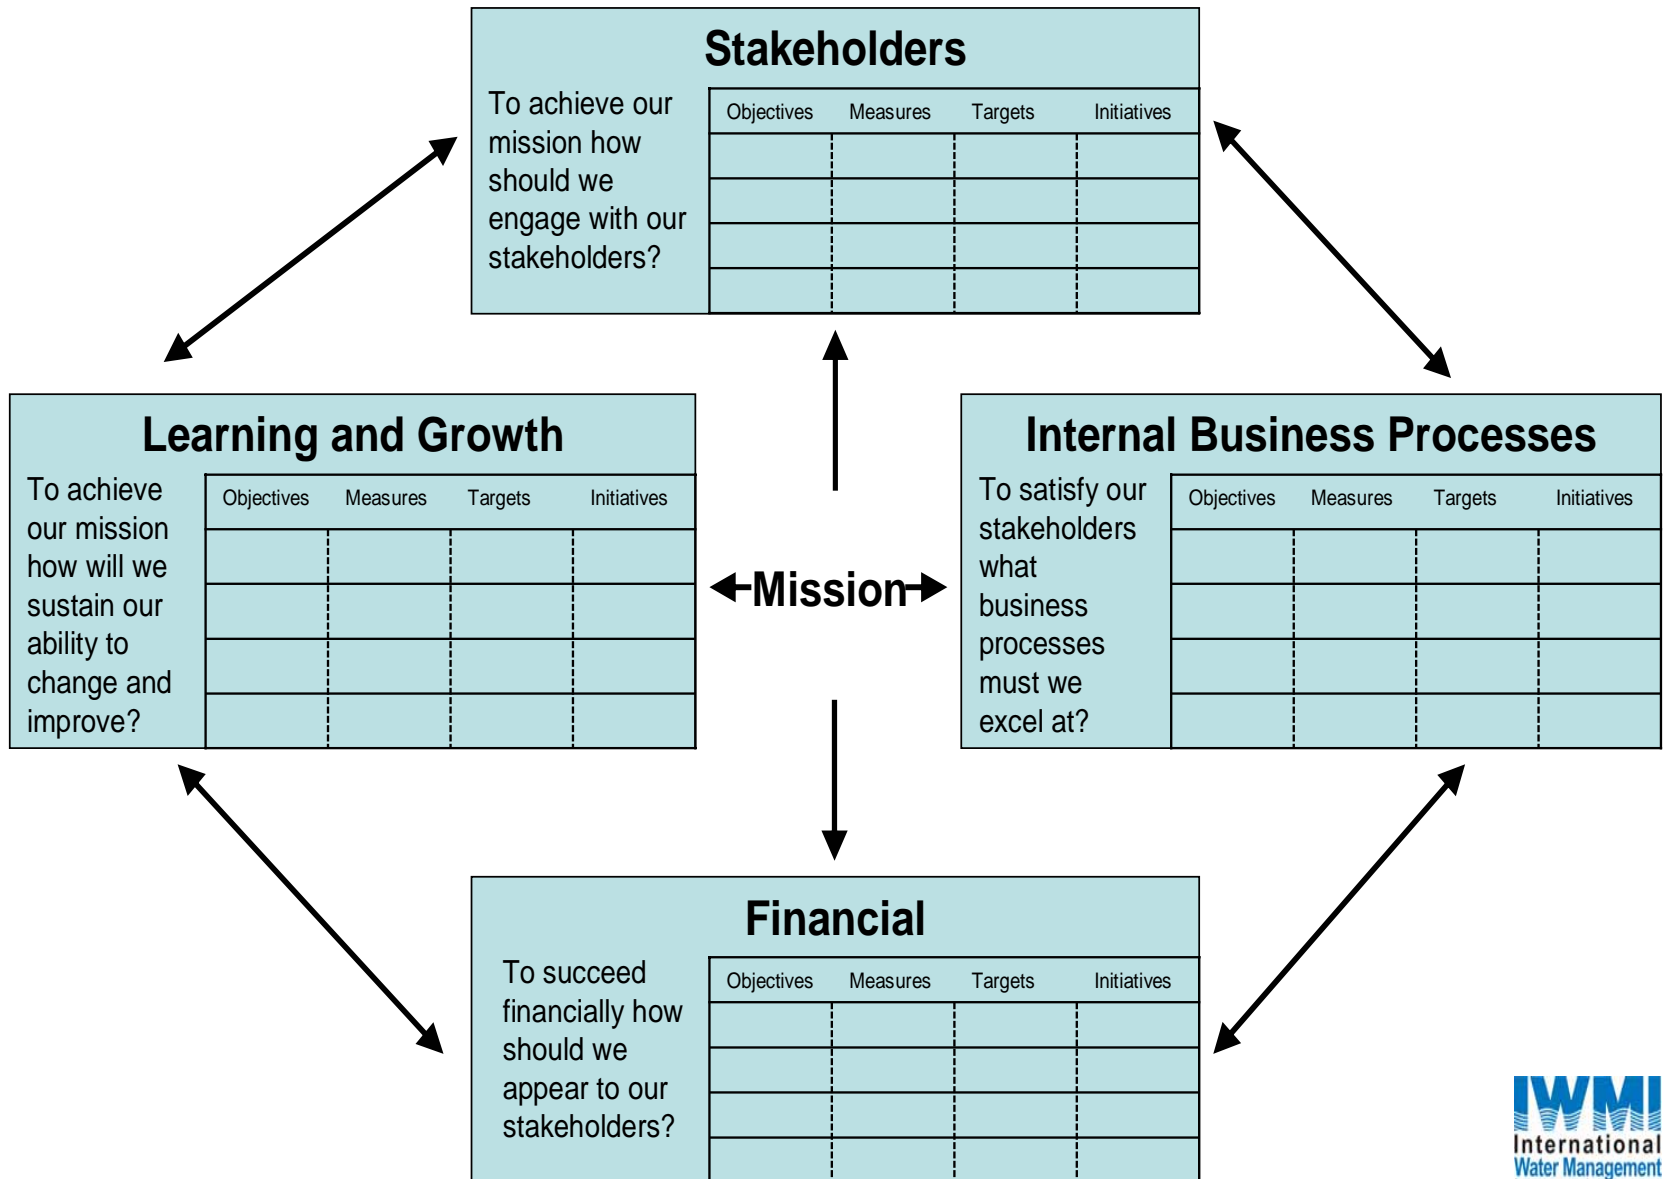 Stakeholders
To achieve our
mission how
should we
engage with our
stakeholders?
Objectives Measures Targets Initiatives
Learning and Growth
To achieve
our mission
how will we
sustain our
ability to
change and
improve?
Objectives Measures Targets Initiatives
Mission
Internal Business Processes
To satisfy our
stakeholders
what
business
processes
must we
excel at?
Objectives Measures Targets Initiatives
Financial
To succeed
financially how
should we
appear to our
stakeholders?
Objectives Measures Targets Initiatives
IWMI
International
Water Management